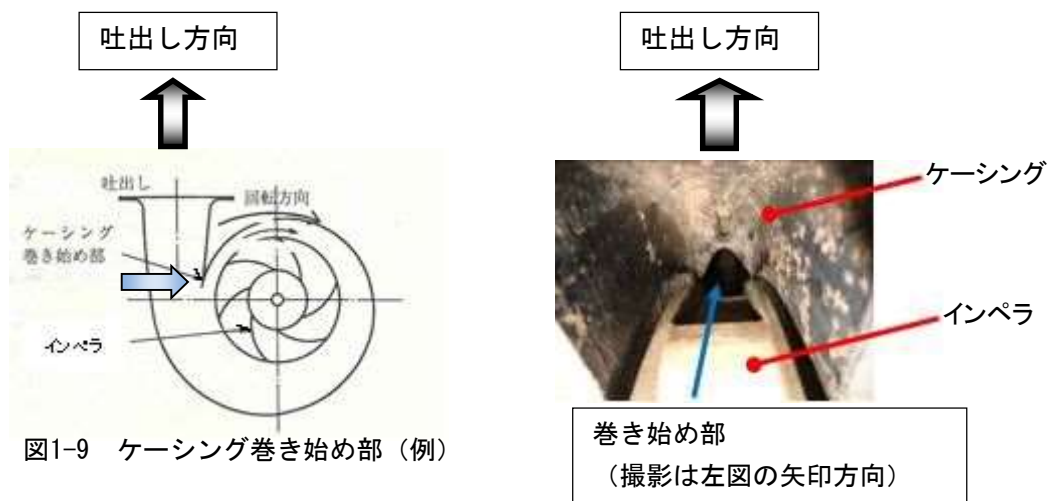 吐出し方向
吐出し方向
吐出し
回転方向
ケーシング
巻き始め部
インペラ
ケーシング
インペラ
巻き始め部
（撮影は左図の矢印方向）
図1-9　ケーシング巻き始め部（例）